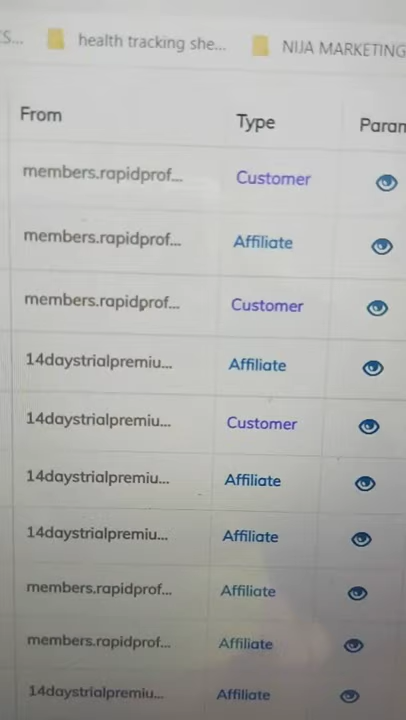 S... health tracking she... NIJA MARKETING
From Type Param
members.rapidprof... Customer
members.rapidprof... Affiliate
members.rapidprof... Customer
14daystrialpremiu... Affiliate
14daystrialpremiu... Customer
14daystrialpremiu... Affiliate
14daystrialpremiu... Affiliate
members.rapidprof... Affiliate
members.rapidprof... Affiliate
14daystrialpremiu... Affiliate